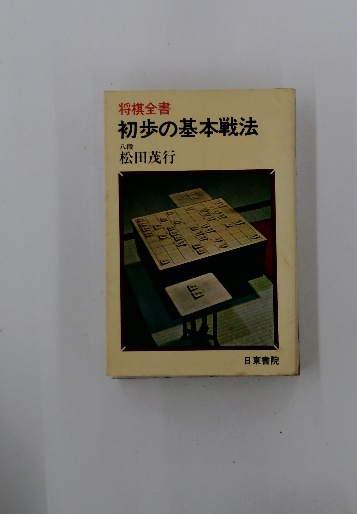 将棋全書
初歩の基本戦法
八段
松田茂行
日東書院